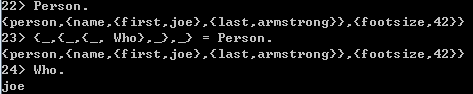 22> Person.
{person,{name,{first,joe},{last,armstrong}},{footsize,42}}
23> {_,{_,{_, Who},_},_} = Person.
{person,{name,{first,joe},{last,armstrong}},{footsize,42}}
24> Who.
joe